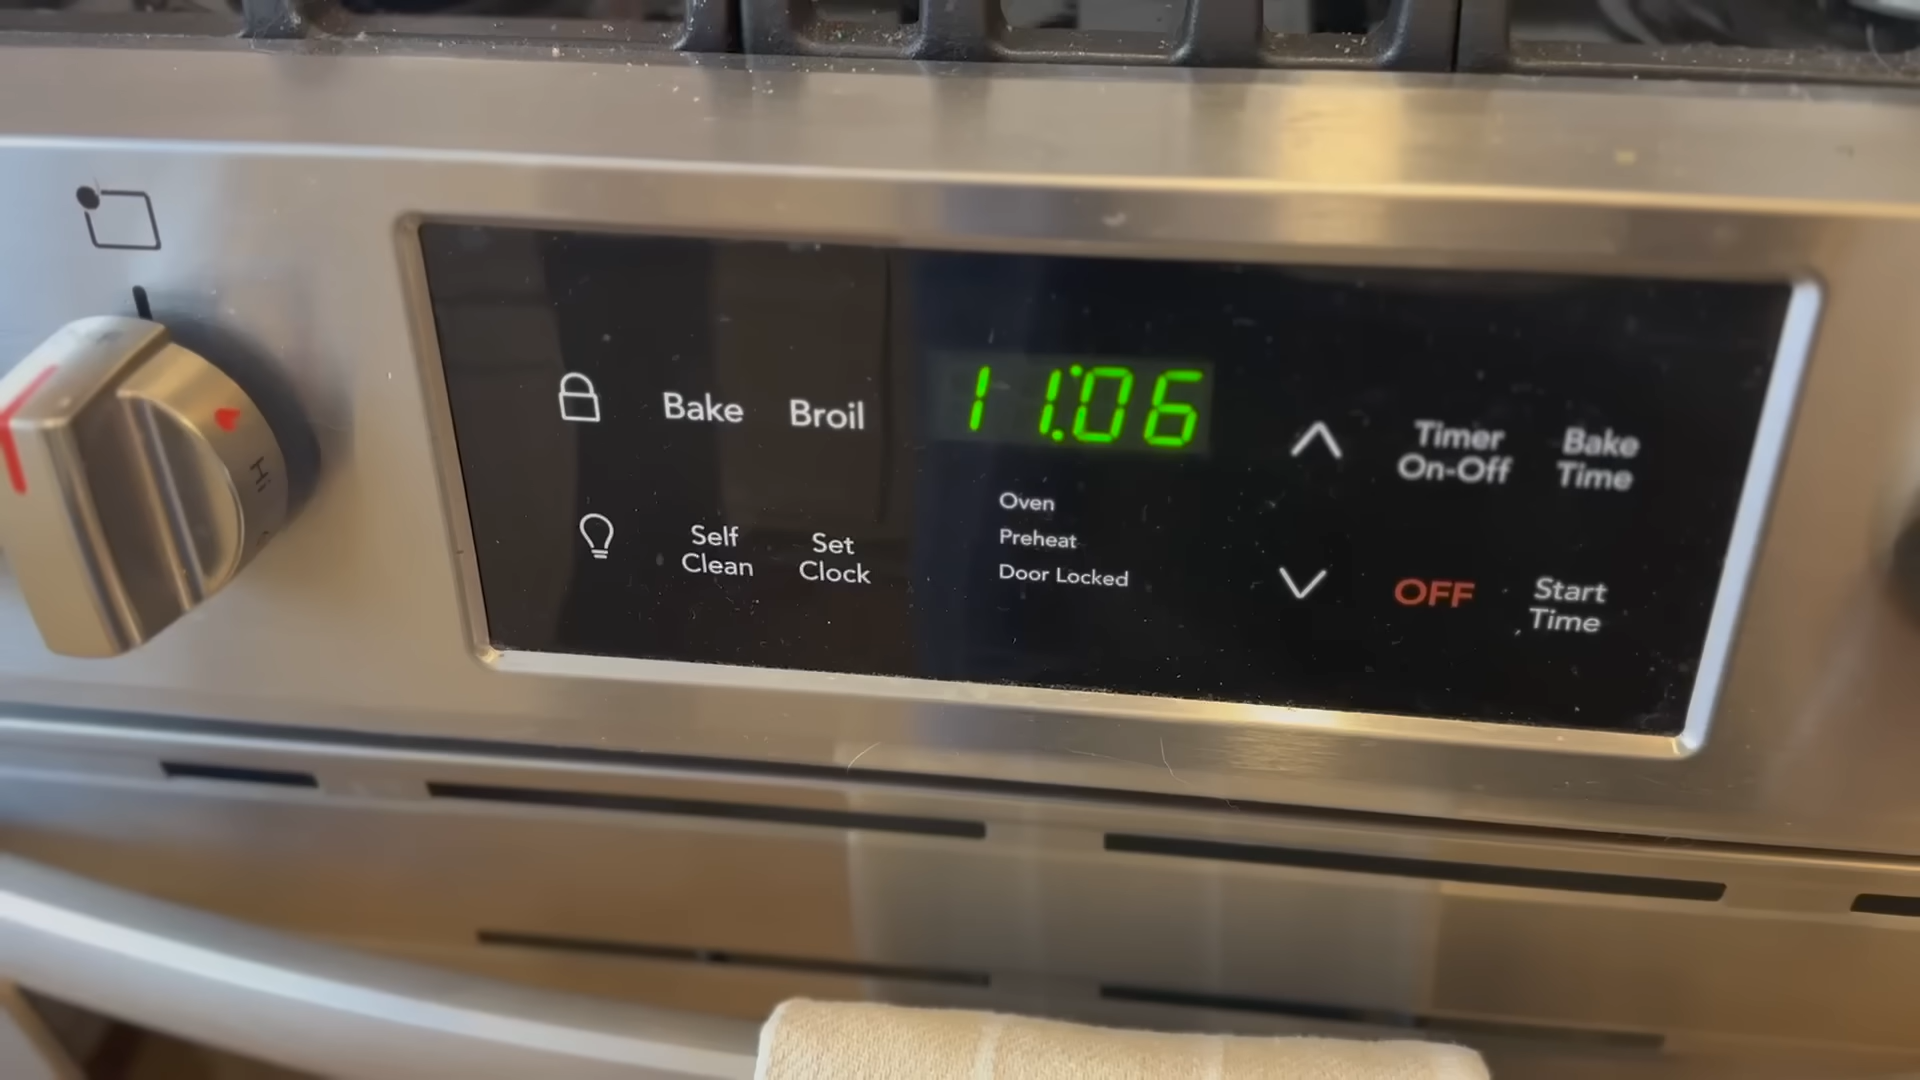 11:06
Bake
Broil
Timer
On-Off
Bake
Time
Oven
Preheat
Door Locked
Self
Clean
Set
Clock
OFF
Start
Time
Hi